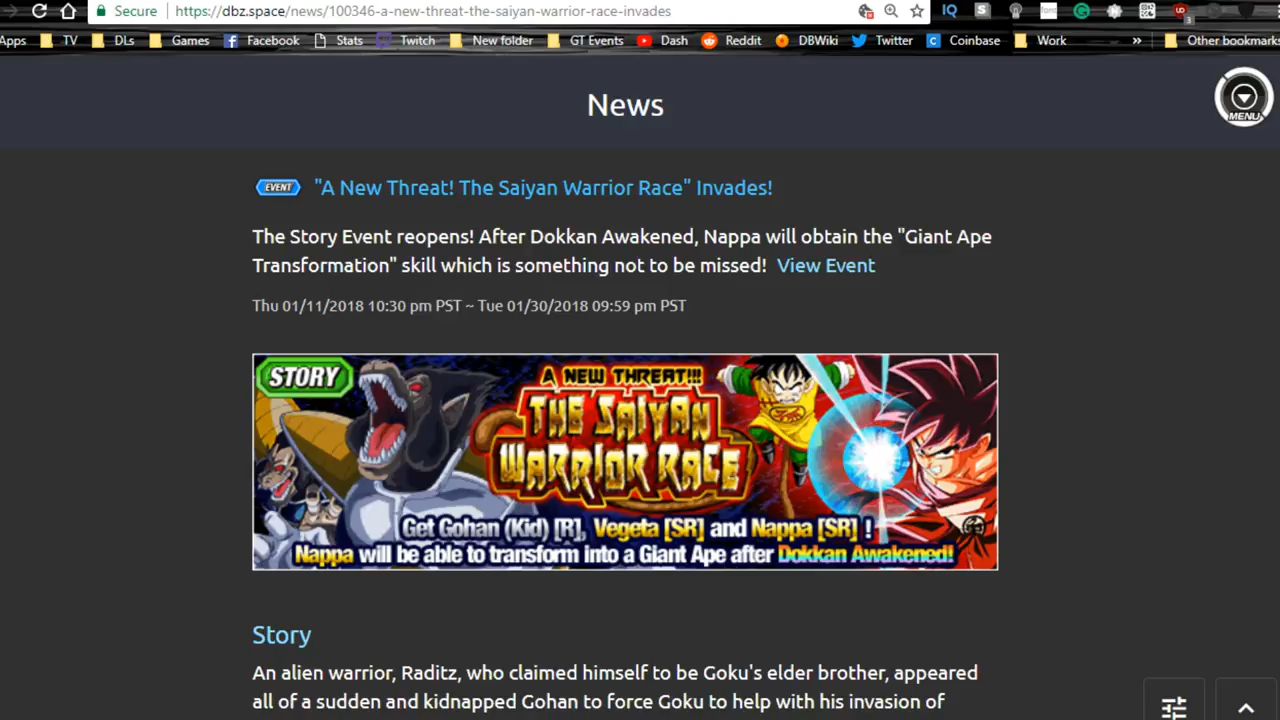 Secure https://dbz.space/news/100346-a-new-threat-the-saiyan-warrior-race-invades
Apps TV DLs Games Facebook Stats Twitch New folder GT Events Dash Reddit DBWiki Twitter Coinbase Work » Other bookmarks
News
MENU
EVENT "A New Threat! The Saiyan Warrior Race" Invades!
The Story Event reopens! After Dokkan Awakened, Nappa will obtain the "Giant Ape
Transformation" skill which is something not to be missed! View Event
Thu 01/11/2018 10:30 pm PST ~ Tue 01/30/2018 09:59 pm PST
STORY
A NEW THREAT!!!
THE SAIYAN
WARRIOR RACE
Get Gohan (Kid) [R], Vegeta [SR] and Nappa [SR] !
Nappa will be able to transform into a Giant Ape after Dokkan Awakened!
Story
An alien warrior, Raditz, who claimed himself to be Goku's elder brother, appeared
all of a sudden and kidnapped Gohan to force Goku to help with his invasion of